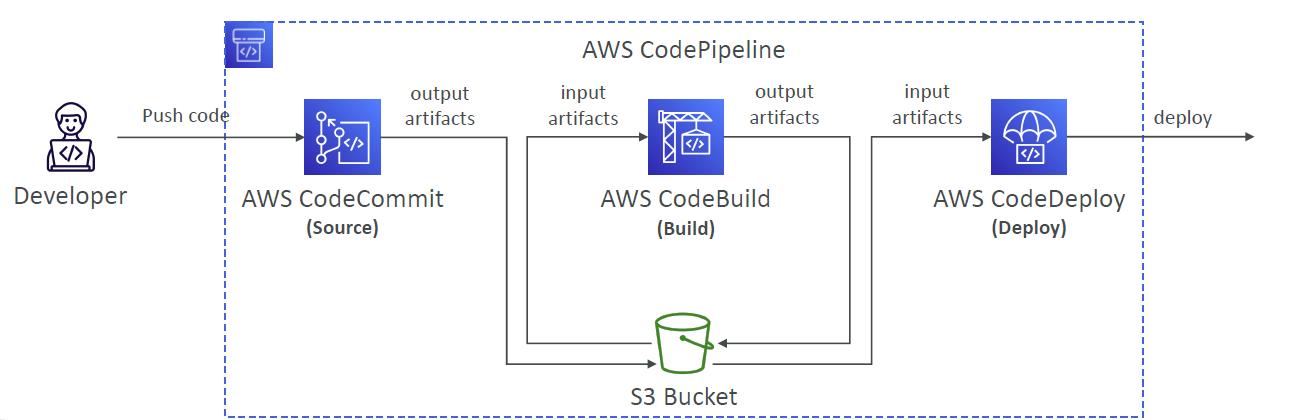 AWS CodePipeline
Push code
output
artifacts
input
artifacts
output
artifacts
input
artifacts
deploy
Developer
AWS CodeCommit
(Source)
AWS CodeBuild
(Build)
AWS CodeDeploy
(Deploy)
S3 Bucket